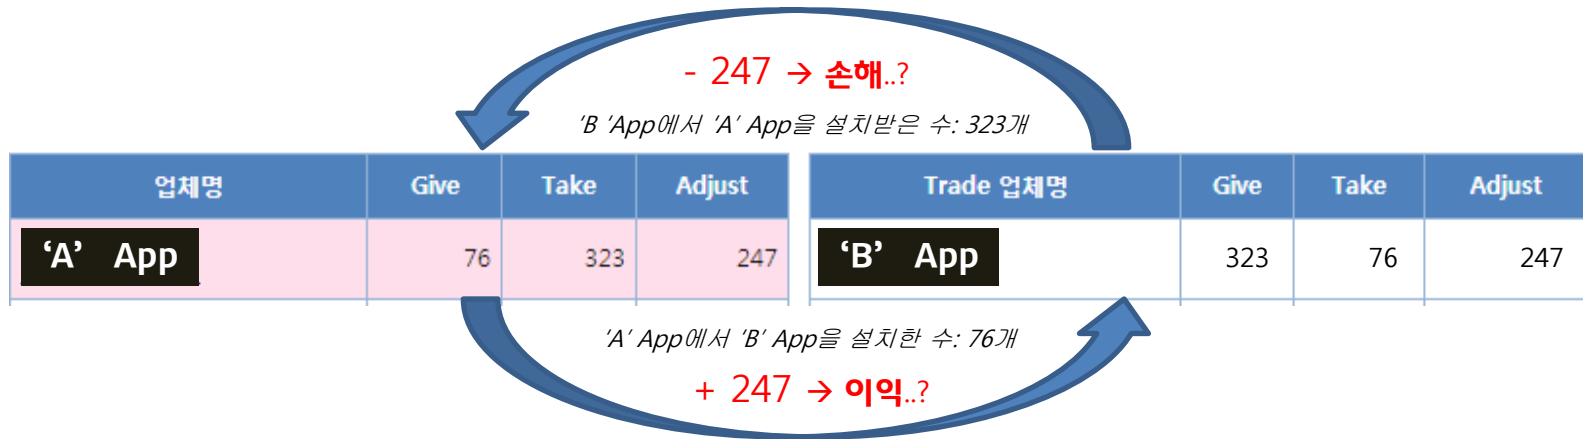 - 247 → 손해..?
'B 'App에서 'A' App을 설치받은 수: 323개
업체명 Give Take Adjust
‘A’ App 76 323 247
Trade 업체명 Give Take Adjust
‘B’ App 323 76 247
'A' App에서 'B' App을 설치한 수: 76개
+ 247 → 이익..?